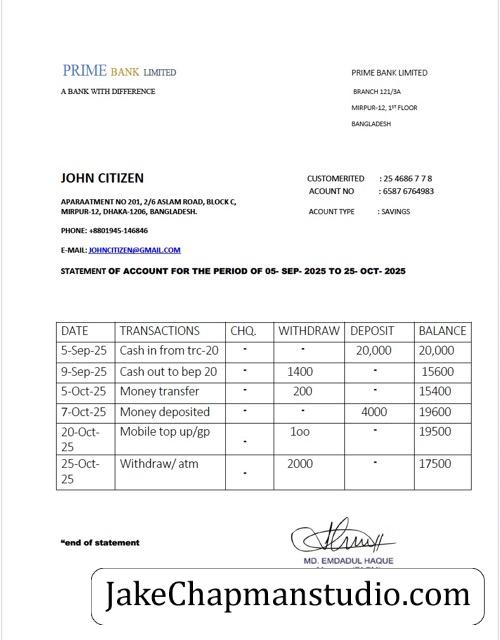 PRIME BANK LIMITED
A BANK WITH DIFFERENCE
PRIME BANK LIMITED
BRANCH 121/3A
MIRPUR-12, 1ST FLOOR
BANGLADESH
JOHN CITIZEN
APARAATMENT NO 201, 2/6 ASLAM ROAD, BLOCK C,
MIRPUR-12, DHAKA-1206, BANGLADESH.
PHONE: +8801945-146846
E-MAIL: JOHNCITIZEN@GMAIL.COM
CUSTOMERITED : 25 4686 7 7 8
ACOUNT NO : 6587 6764983
ACOUNT TYPE : SAVINGS
STATEMENT OF ACCOUNT FOR THE PERIOD OF 05- SEP- 2025 TO 25- OCT- 2025
DATE TRANSACTIONS CHQ. WITHDRAW DEPOSIT BALANCE
5-Sep-25 Cash in from trc-20 - - 20,000 20,000
9-Sep-25 Cash out to bep 20 - 1400 - 15600
5-Oct-25 Money transfer - 200 - 15400
7-Oct-25 Money deposited - - 4000 19600
20-Oct-25 Mobile top up/gp - 1oo - 19500
25-Oct-25 Withdraw/ atm - 2000 - 17500
*end of statement
MD. EMDADUL HAQUE
JakeChapmanstudio.com